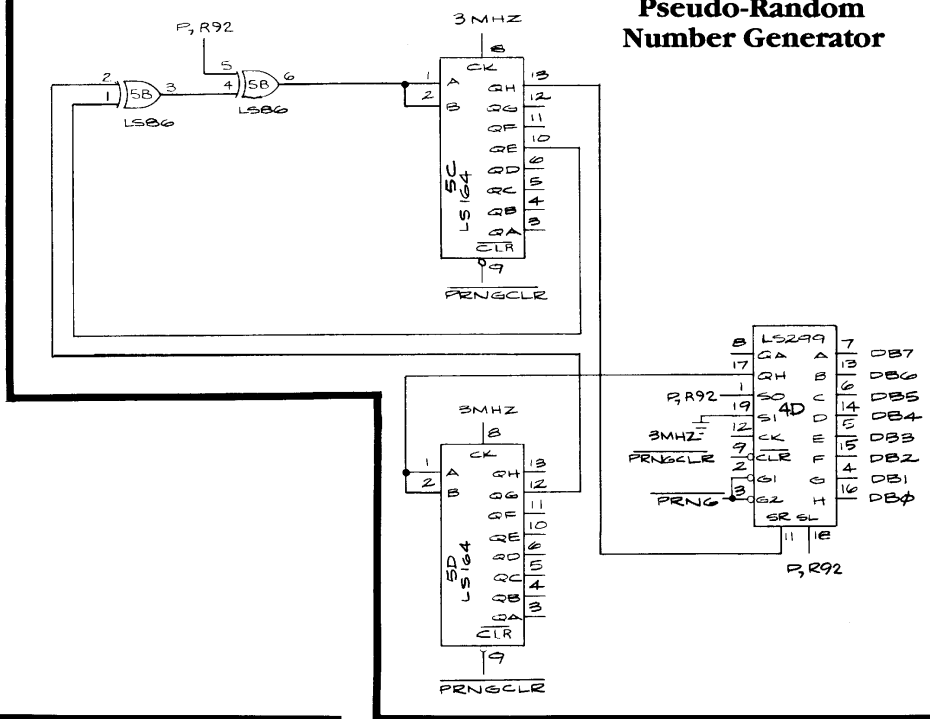 Pseudo-Random
Number Generator
P, R92
3 MHZ
8
CK
2
1
5B
3
LS86
5
4
5B
6
LS86
1 A
2 B
QH 13
QG 12
QF 11
QE 10
QD 6
QC 5
QB 4
QA 3
5C
LS164
CLR
9
PRNGCLR
LS299
4D
8 QA
17 QH
P, R92 1 S0
19 S1
3MHZ 12 CK
PRNGCLR 9 CLR
2 G1
PRNG 3 G2
A 7 DB7
B 13 DB6
C 6 DB5
D 14 DB4
E 5 DB3
F 15 DB2
G 4 DB1
H 16 DB0
SR SL
11 18
P, R92
3MHZ
8
CK
1 A
2 B
QH 13
QG 12
QF 11
QE 10
QD 6
QC 5
QB 4
QA 3
5D
LS164
CLR
9
PRNGCLR